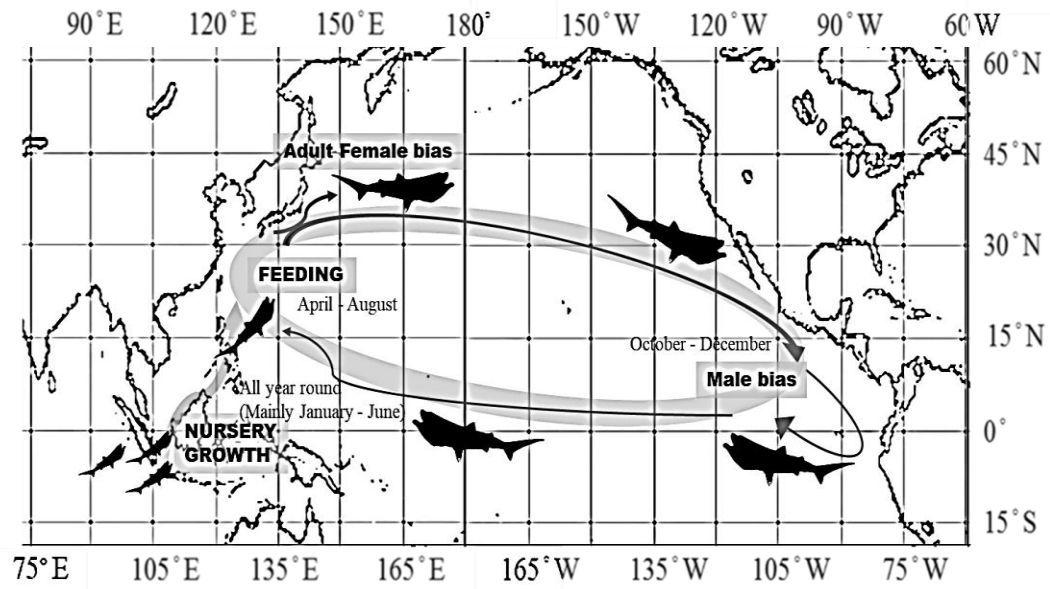 90°E 120°E 150°E 180° 150°W 120°W 90°W 60°W
60°N
Adult Female bias
45°N
30°N
FEEDING
April - August
15°N
October - December
Male bias
All year round
(Mainly January - June)
NURSERY
GROWTH
0°
15°S
75°E 105°E 135°E 165°E 165°W 135°W 105°W 75°W